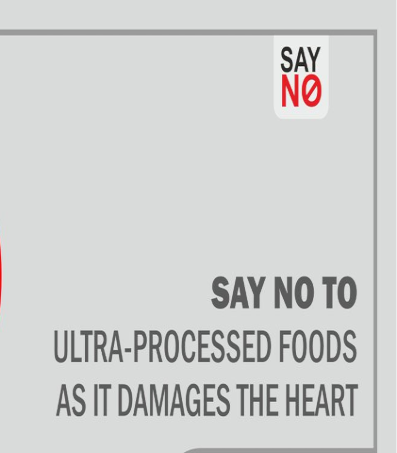 SAY
NO
SAY NO TO
ULTRA-PROCESSED FOODS
AS IT DAMAGES THE HEART